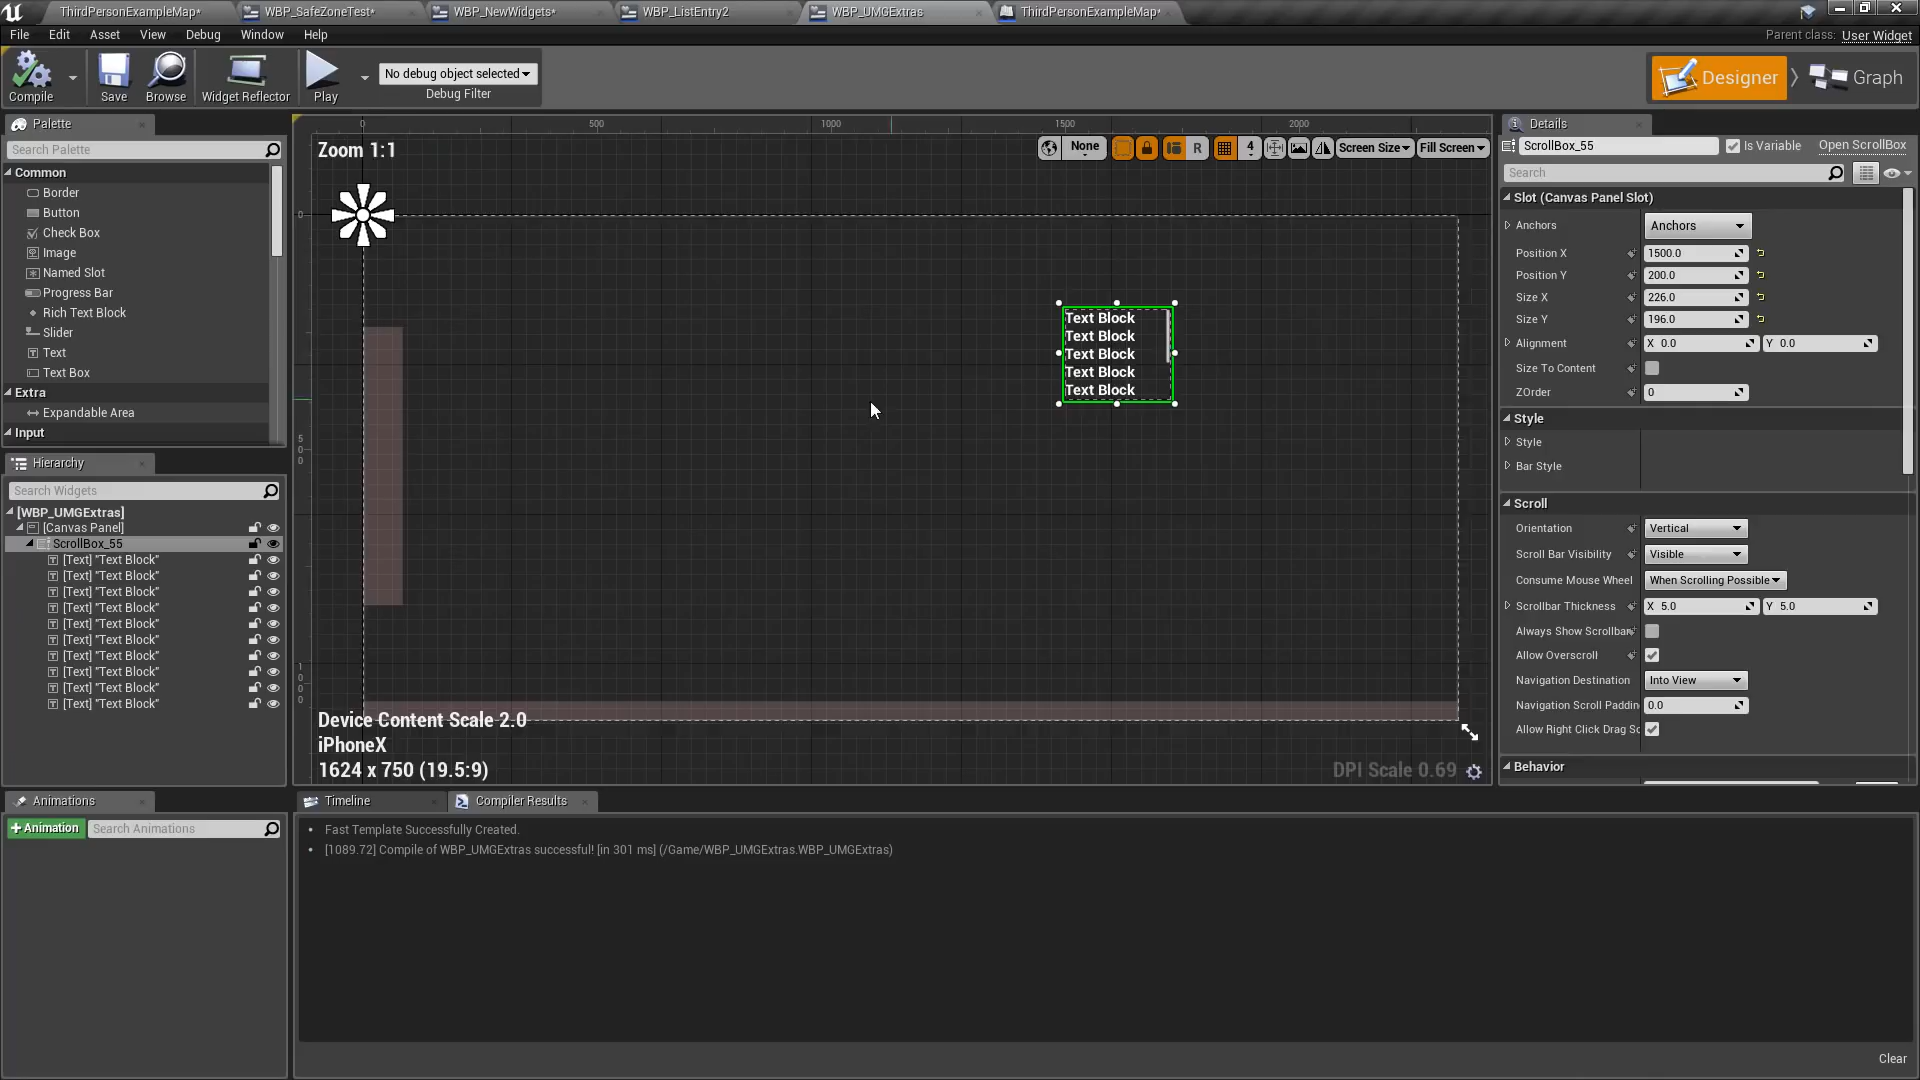 ThirdPersonExampleMap*
WBP_SafeZoneTest*
WBP_NewWidgets*
WBP_ListEntry2
WBP_UMGExtras
ThirdPersonExampleMap*
File Edit Asset View Debug Window Help
Parent class: User Widget
Compile
Save
Browse
Widget Reflector
Play
No debug object selected
Debug Filter
Designer
Graph
Palette
Search Palette
Common
Border
Button
Check Box
Image
Named Slot
Progress Bar
Rich Text Block
Slider
Text
Text Box
Extra
Expandable Area
Input
Hierarchy
Search Widgets
[WBP_UMGExtras]
[Canvas Panel]
ScrollBox_55
[Text] "Text Block"
[Text] "Text Block"
[Text] "Text Block"
[Text] "Text Block"
[Text] "Text Block"
[Text] "Text Block"
[Text] "Text Block"
[Text] "Text Block"
[Text] "Text Block"
[Text] "Text Block"
Animations
+Animation
Search Animations
0 500 1000 1500 2000
Zoom 1:1
None
R
4
Screen Size
Fill Screen
0
500
1000
Text Block
Text Block
Text Block
Text Block
Text Block
Device Content Scale 2.0
iPhoneX
1624 x 750 (19.5:9)
DPI Scale 0.69
Details
ScrollBox_55
Is Variable
Open ScrollBox
Search
Slot (Canvas Panel Slot)
Anchors Anchors
Position X 1500.0
Position Y 200.0
Size X 226.0
Size Y 196.0
Alignment X 0.0 Y 0.0
Size To Content
ZOrder 0
Style
Style
Bar Style
Scroll
Orientation Vertical
Scroll Bar Visibility Visible
Consume Mouse Wheel When Scrolling Possible
Scrollbar Thickness X 5.0 Y 5.0
Always Show Scrollbar
Allow Overscroll
Navigation Destination Into View
Navigation Scroll Paddin 0.0
Allow Right Click Drag Sc
Behavior
Timeline
Compiler Results
Fast Template Successfully Created.
[1089.72] Compile of WBP_UMGExtras successful! [in 301 ms] (/Game/WBP_UMGExtras.WBP_UMGExtras)
Clear